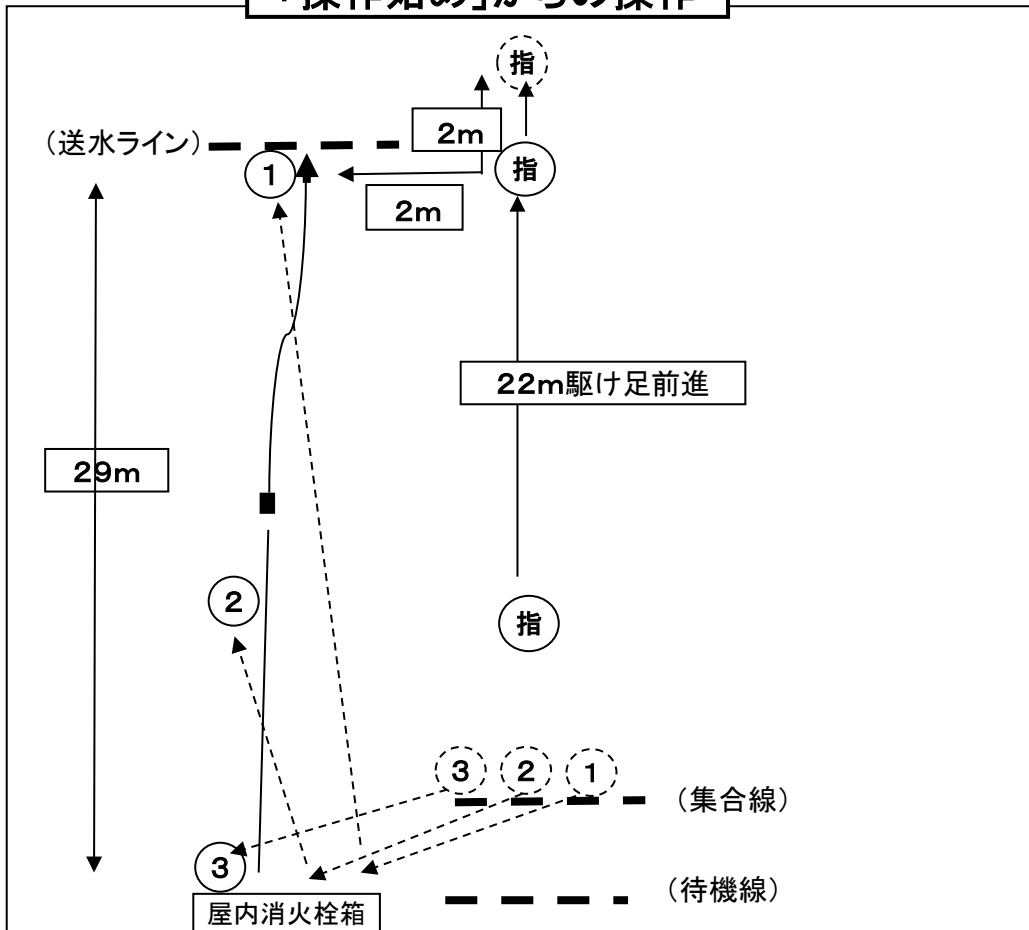 「操作始め」からの操作
指
2m
(送水ライン)
① 指
2m
22m駆け足前進
29m
②
指
③ ② ①
(集合線)
③
(待機線)
屋内消火栓箱